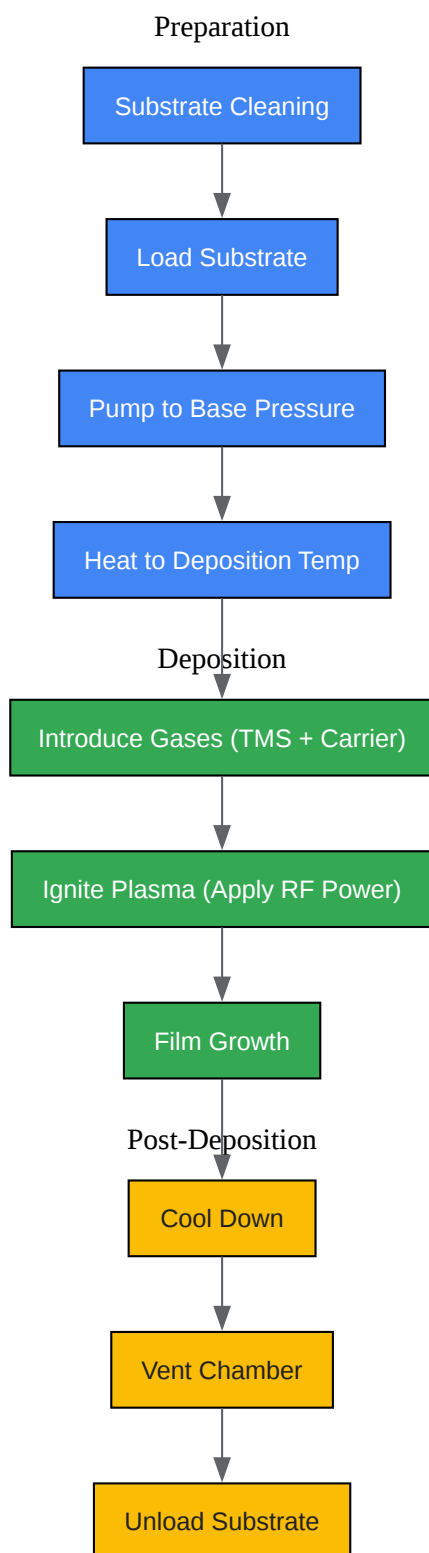 Preparation
Substrate Cleaning
Load Substrate
Pump to Base Pressure
Heat to Deposition Temp
Deposition
Introduce Gases (TMS + Carrier)
Ignite Plasma (Apply RF Power)
Film Growth
Post-Deposition
Cool Down
Vent Chamber
Unload Substrate